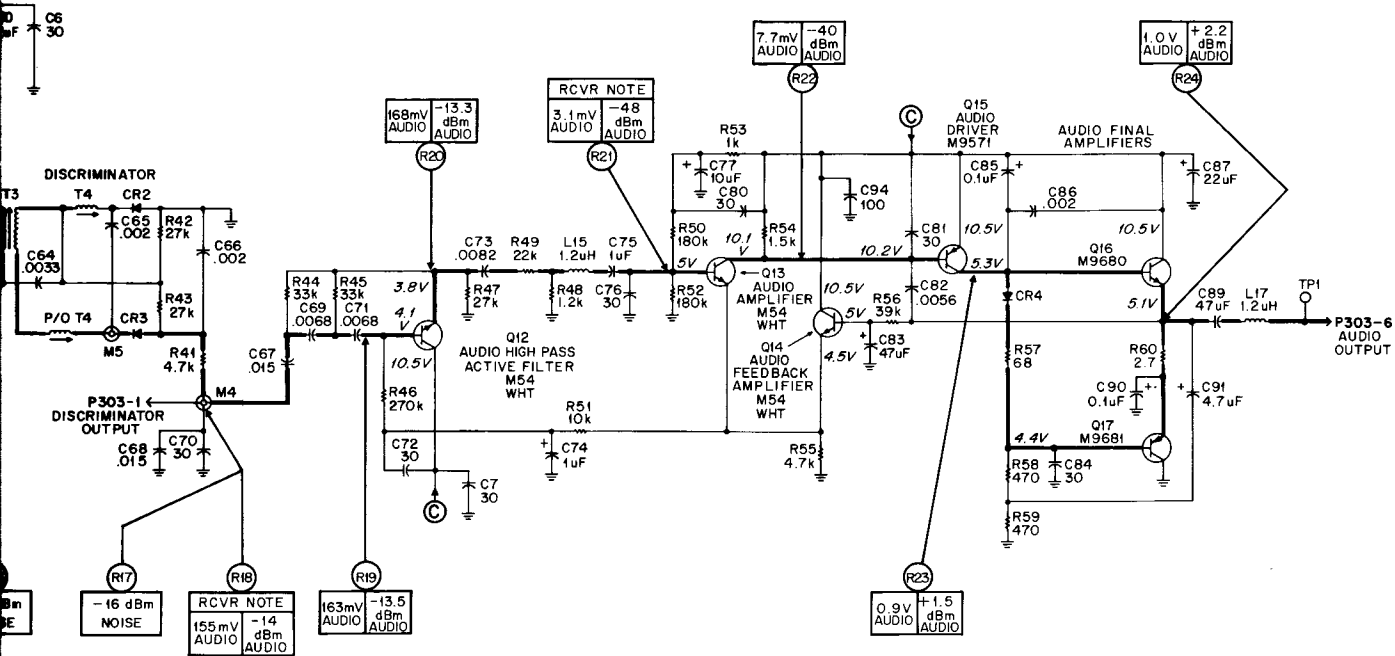 C6
30
7.7mV
AUDIO
-40
dBm
AUDIO
R22
1.0V
AUDIO
+2.2
dBm
AUDIO
R24
168mV
AUDIO
-13.3
dBm
AUDIO
R20
RCVR NOTE
3.1mV
AUDIO
-48
dBm
AUDIO
R21
C
Q15
AUDIO
DRIVER
M9571
AUDIO FINAL
AMPLIFIERS
R53
1k
C77
10uF
C80
30
C94
100
C85
0.1uF
C87
22uF
C86
.002
DISCRIMINATOR
T3
T4
CR2
C65
.002
R42
27k
C66
.002
C64
.0033
R43
27k
P/O T4
CR3
M5
R41
4.7k
M4
P303-1
DISCRIMINATOR
OUTPUT
C68
.015
C70
30
C67
.015
R44
33k
R45
33k
C69
.0068
C71
.0068
3.8V
4.1
V
10.5V
R46
270k
C72
30
C7
30
C
Q12
AUDIO HIGH PASS
ACTIVE FILTER
M54
WHT
C73
.0082
R49
22k
L15
1.2uH
C75
1uF
R47
27k
R48
1.2k
C76
30
R51
10k
C74
1uF
R50
180k
5V
R52
180k
10.1
V
R54
1.5k
Q13
AUDIO
AMPLIFIER
M54
WHT
Q14
AUDIO
FEEDBACK
AMPLIFIER
M54
WHT
10.5V
5V
4.5V
R56
39k
C83
47uF
R55
4.7k
10.2V
C81
30
C82
.0056
10.5V
5.3V
CR4
R57
68
4.4V
R58
470
C84
30
R59
470
Q16
M9680
10.5V
5.1V
R60
2.7
C90
0.1uF
C91
4.7uF
Q17
M9681
C89
47uF
L17
1.2uH
TP1
P303-6
AUDIO
OUTPUT
R17
-16 dBm
NOISE
R18
RCVR NOTE
155mV
AUDIO
-14
dBm
AUDIO
R19
163mV
AUDIO
-13.5
dBm
AUDIO
R23
0.9V
AUDIO
+1.5
dBm
AUDIO